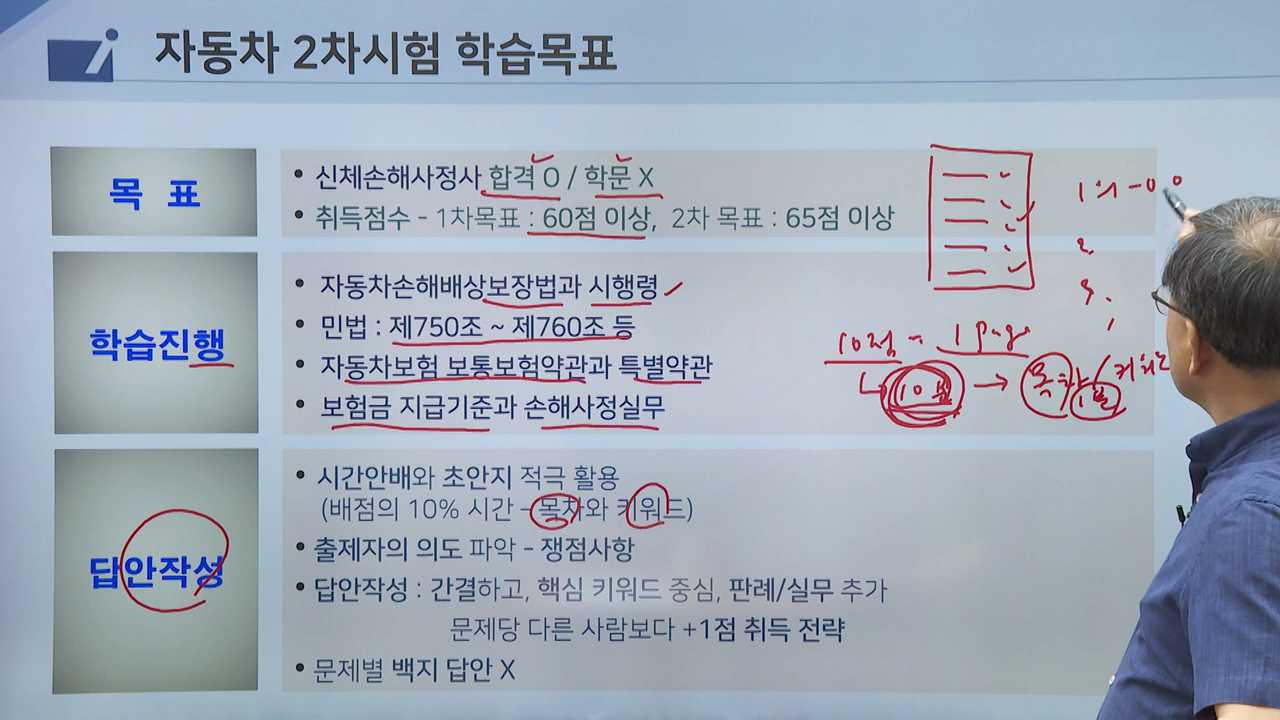 자동차 2차시험 학습목표
목 표
• 신체손해사정사 합격 O / 학문 X
• 취득점수 - 1차목표 : 60점 이상, 2차 목표 : 65점 이상
학습진행
• 자동차손해배상보장법과 시행령
• 민법 : 제750조 ~ 제760조 등
• 자동차보험 보통보험약관과 특별약관
• 보험금 지급기준과 손해사정실무
답안작성
• 시간안배와 초안지 적극 활용
(배점의 10% 시간 - 목차와 키워드)
• 출제자의 의도 파악 - 쟁점사항
• 답안작성 : 간결하고, 핵심 키워드 중심, 판례/실무 추가
문제당 다른 사람보다 +1점 취득 전략
• 문제별 백지 답안 X
2.
3.
10점 - 1 page
10분 → 목차 / 키워
1분